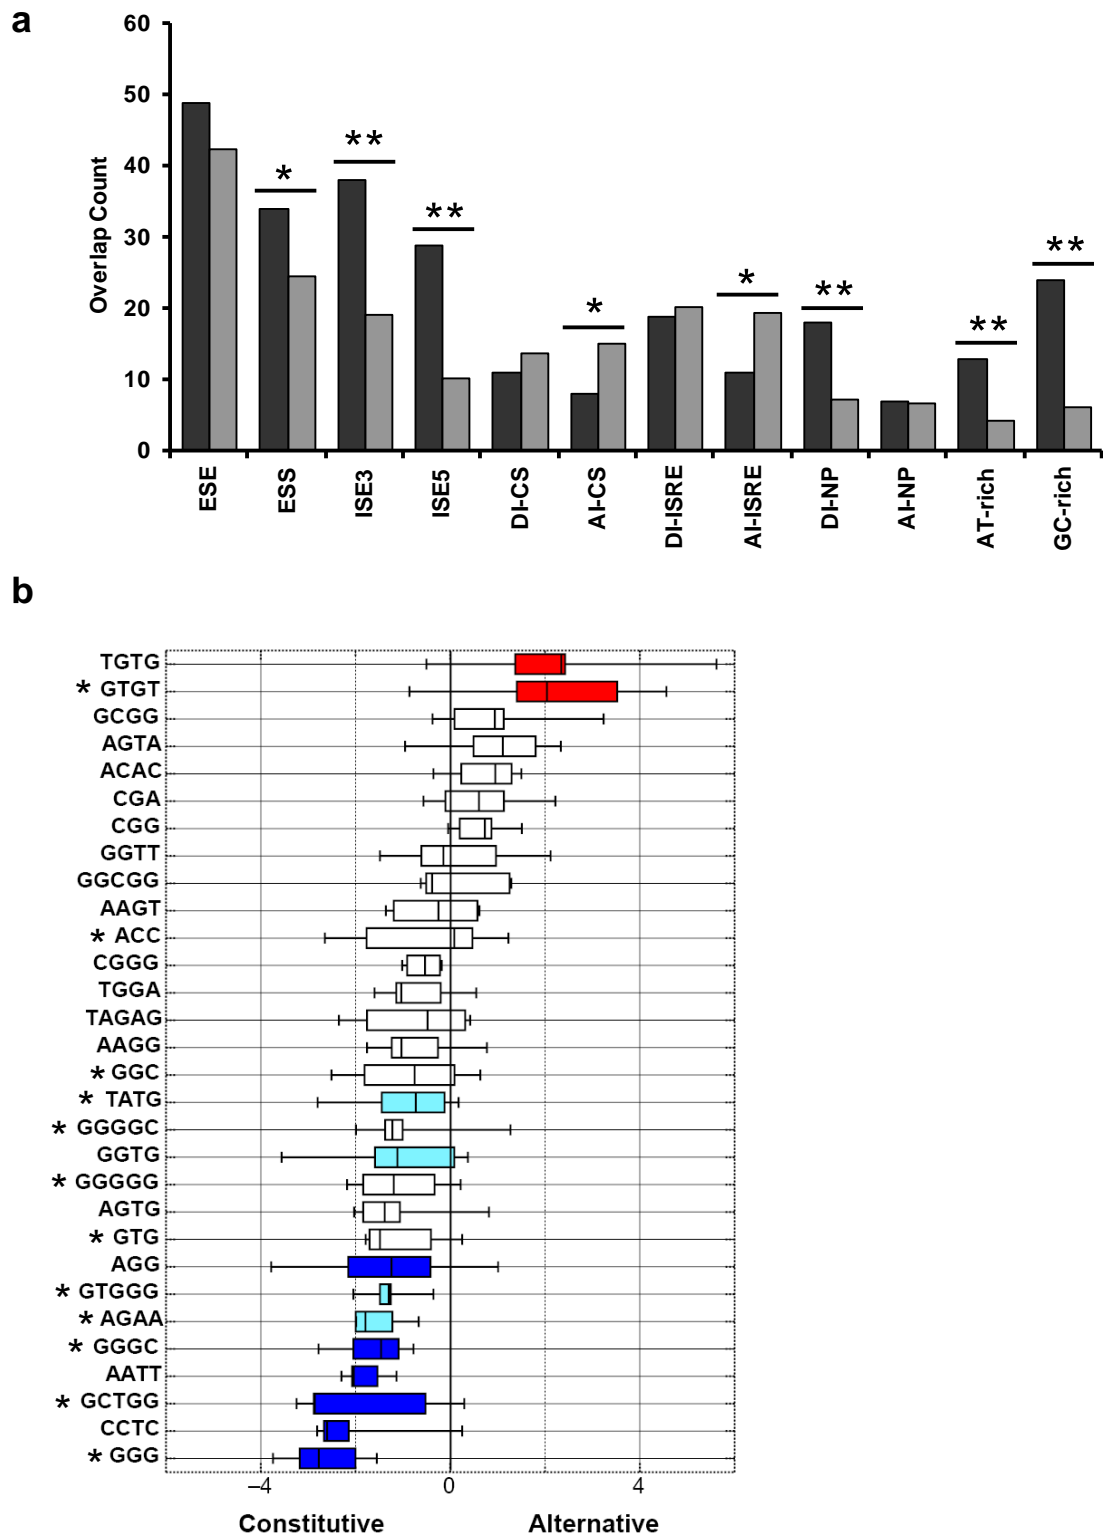 a
60
50
40
30
20
10
0
Overlap Count
*
**
**
*
*
**
**
**
ESE
ESS
ISE3
ISE5
DI-CS
AI-CS
DI-ISRE
AI-ISRE
DI-NP
AI-NP
AT-rich
GC-rich
b
TGTG
* GTGT
GCGG
AGTA
ACAC
CGA
CGG
GGTT
GGCGG
AAGT
* ACC
CGGG
TGGA
TAGAG
AAGG
* GGC
* TATG
* GGGGC
GGTG
* GGGGG
AGTG
* GTG
AGG
* GTGGG
* AGAA
* GGGC
AATT
* GCTGG
CCTC
* GGG
−4 0 4
Constitutive Alternative